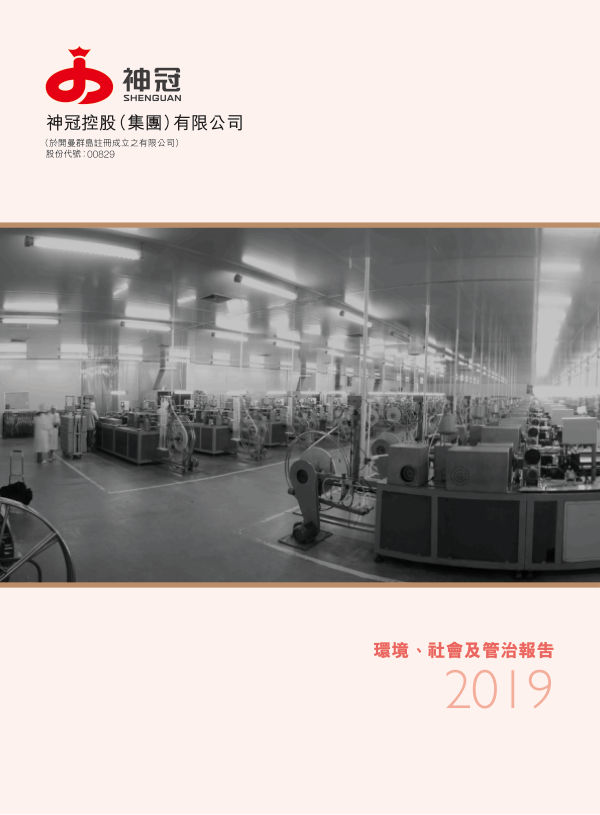 神冠
SHENGUAN
神冠控股（集團）有限公司
（於開曼群島註冊成立之有限公司）
股份代號：00829
環境、社會及管治報告
2019